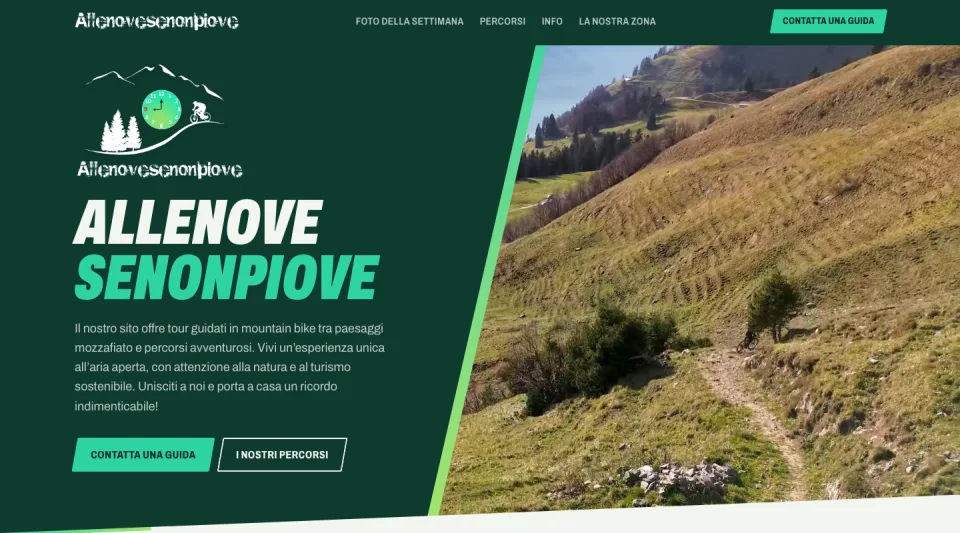 Allenovesenonpiove
FOTO DELLA SETTIMANA
PERCORSI
INFO
LA NOSTRA ZONA
CONTATTA UNA GUIDA
Allenovesenonpiove
ALLENOVE
SENONPIOVE
Il nostro sito offre tour guidati in mountain bike tra paesaggi
mozzafiato e percorsi avventurosi. Vivi un’esperienza unica
all’aria aperta, con attenzione alla natura e al turismo
sostenibile. Unisciti a noi e porta a casa un ricordo
indimenticabile!
CONTATTA UNA GUIDA
I NOSTRI PERCORSI